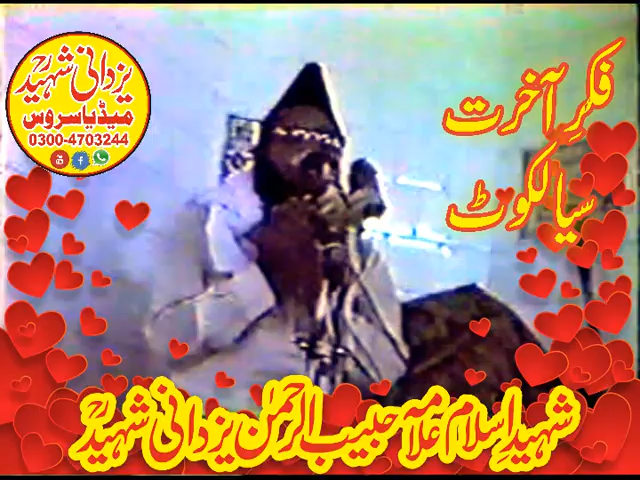 یزدانی شہیدؒ
میڈیا سروس
0300-4703244
فکرِ آخرت
سیالکوٹ
شہیدِ اسلام علامہ حبیب الرحمٰن یزدانی شہیدؒ